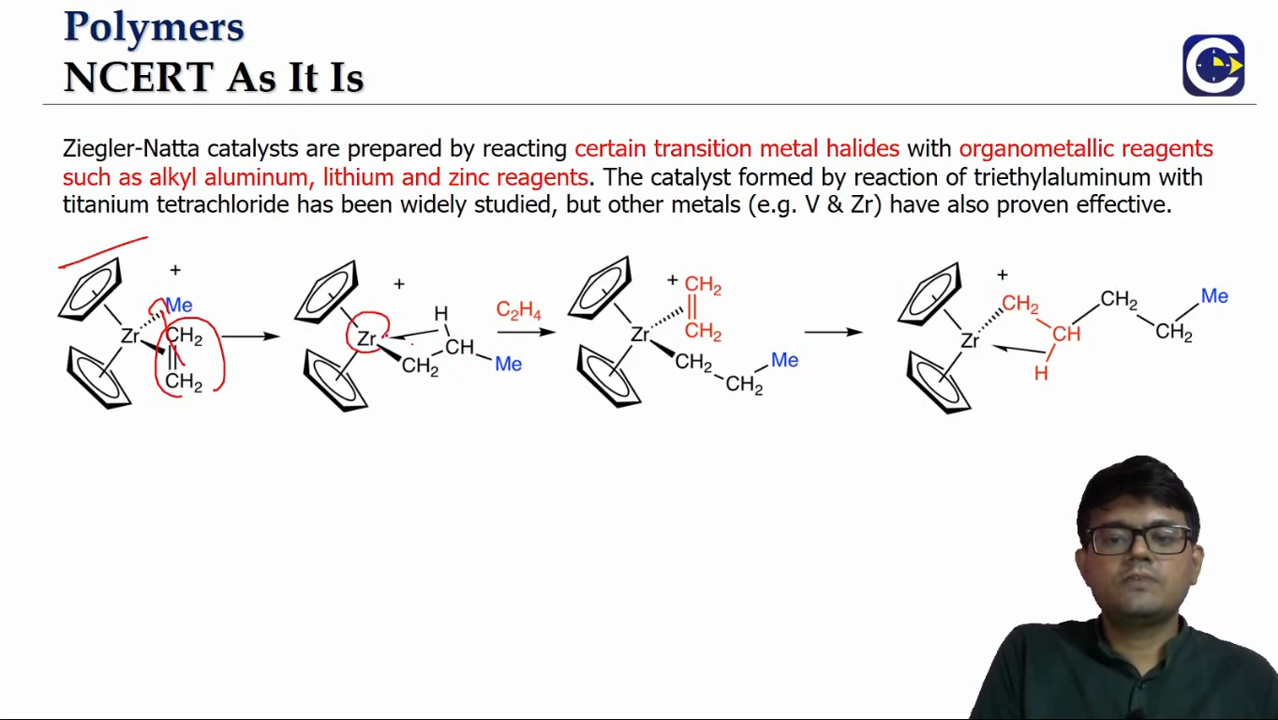 Polymers
NCERT As It Is
Ziegler-Natta catalysts are prepared by reacting certain transition metal halides with organometallic reagents
such as alkyl aluminum, lithium and zinc reagents. The catalyst formed by reaction of triethylaluminum with
titanium tetrachloride has been widely studied, but other metals (e.g. V & Zr) have also proven effective.
+
Me
Zr
CH₂
CH₂
+
H
Zr
CH
CH₂
Me
C₂H₄
+
CH₂
CH₂
Zr
CH₂
CH₂
Me
+
CH₂
CH₂
Me
Zr
CH
CH₂
H